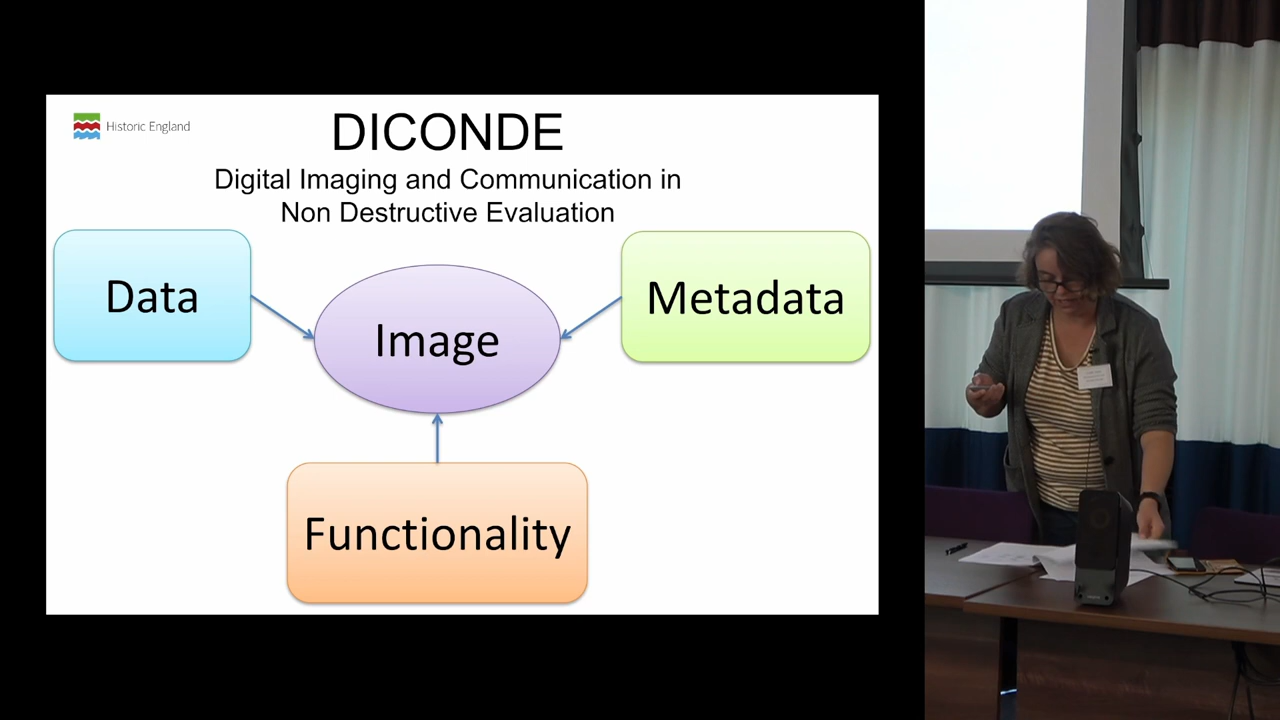 Historic England
DICONDE
Digital Imaging and Communication in
Non Destructive Evaluation
Data
Image
Metadata
Functionality